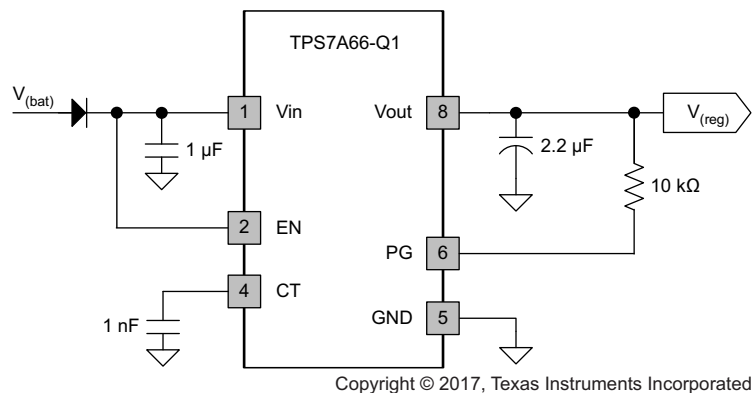 TPS7A66-Q1
V(bat)
1 Vin
Vout 8
V(reg)
1 µF
2.2 µF
10 kΩ
2 EN
PG 6
4 CT
GND 5
1 nF
Copyright © 2017, Texas Instruments Incorporated